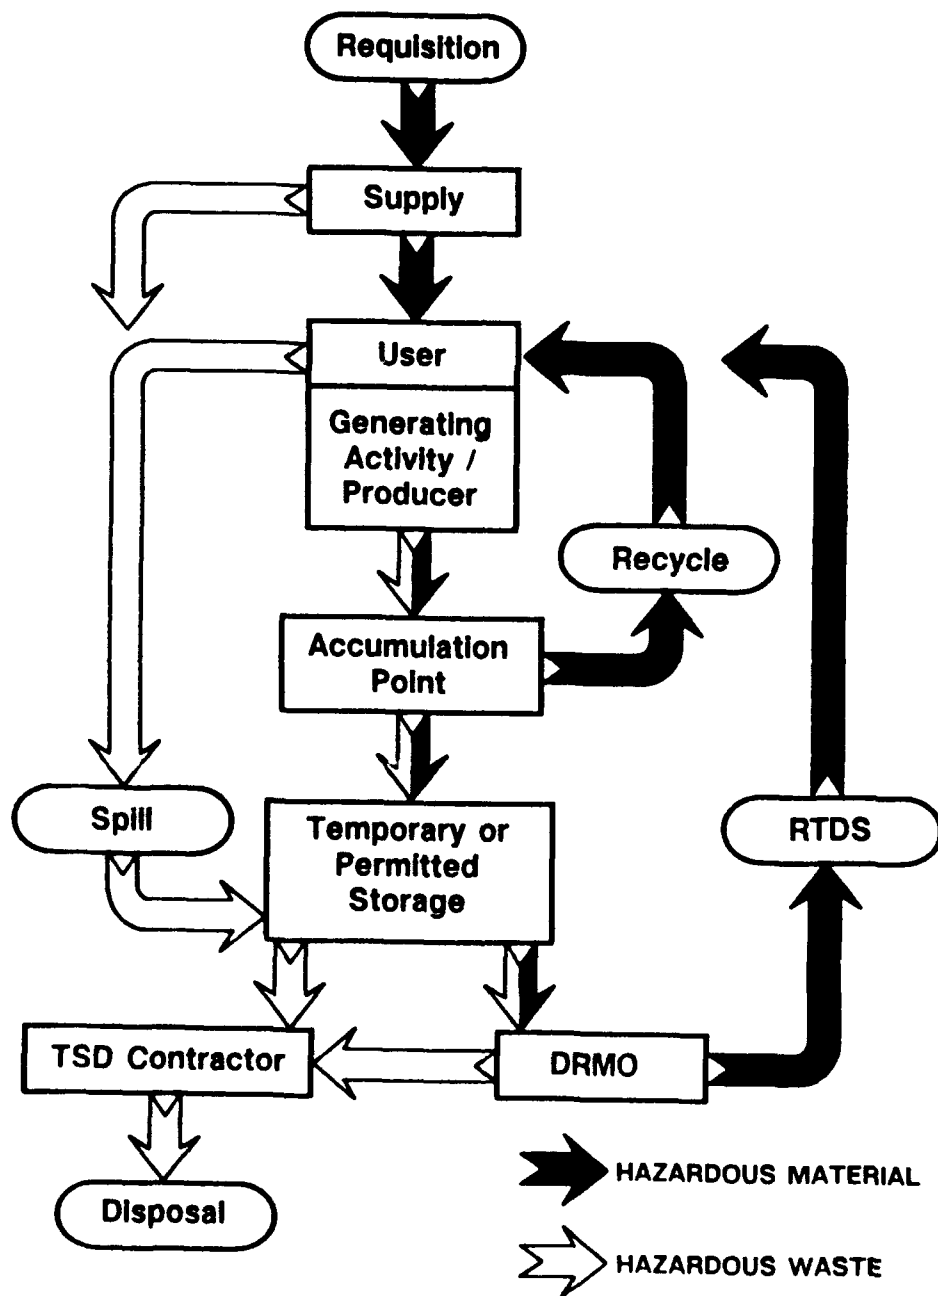 Requisition
Supply
User
Generating
Activity /
Producer
Recycle
Accumulation
Point
Spill
Temporary or
Permitted
Storage
RTDS
TSD Contractor
DRMO
Disposal
HAZARDOUS MATERIAL
HAZARDOUS WASTE